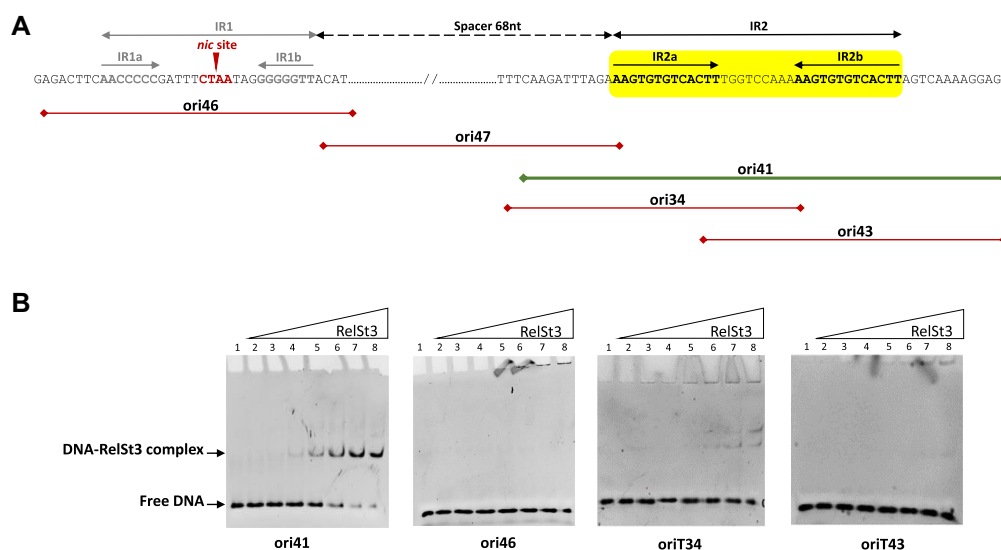 A
IR1
Spacer 68nt
IR2
nic site
IR1a
IR1b
IR2a
IR2b
GAGACTTCAACCCCCGATTTCTAATAGGGGGGTTACAT......................//......................TTTCAAGATTTAGAAAGTGTGTCACTTTGGTCCAAAAAGTGTGTCACTTAGTCAAAAGGAG
ori46
ori47
ori41
ori34
ori43
B
RelSt3 RelSt3 RelSt3 RelSt3
1 2 3 4 5 6 7 8 1 2 3 4 5 6 7 8 1 2 3 4 5 6 7 8 1 2 3 4 5 6 7 8
DNA-RelSt3 complex
Free DNA
ori41 ori46 oriT34 oriT43